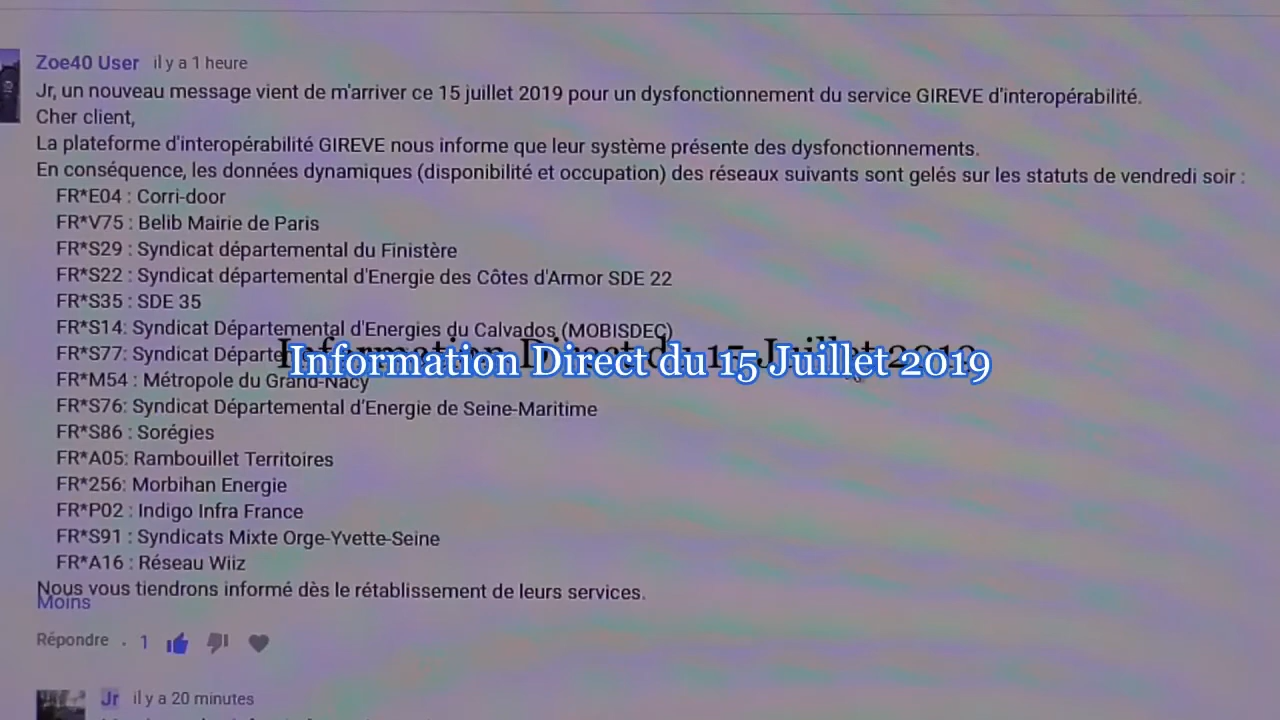 Zoe40 User il y a 1 heure
Jr, un nouveau message vient de m'arriver ce 15 juillet 2019 pour un dysfonctionnement du service GIREVE d'interopérabilité.
Cher client,
La plateforme d'interopérabilité GIREVE nous informe que leur système présente des dysfonctionnements.
En conséquence, les données dynamiques (disponibilité et occupation) des réseaux suivants sont gelés sur les statuts de vendredi soir :
FR*E04 : Corri-door
FR*V75 : Belib Mairie de Paris
FR*S29 : Syndicat départemental du Finistère
FR*S22 : Syndicat départemental d'Energie des Côtes d'Armor SDE 22
FR*S35 : SDE 35
FR*S14: Syndicat Départemental d'Energies du Calvados (MOBISDEC)
FR*S77: Syndicat
Information Direct du 15 Juillet 2019
FR*M54 : Métropole du Grand-Nacy
FR*S76: Syndicat Départemental d'Energie de Seine-Maritime
FR*S86 : Sorégies
FR*A05: Rambouillet Territoires
FR*256: Morbihan Energie
FR*P02 : Indigo Infra France
FR*S91 : Syndicats Mixte Orge-Yvette-Seine
FR*A16 : Réseau Wiiz
Nous vous tiendrons informé dès le rétablissement de leurs services.
Moins
Répondre . 1
Jr il y a 20 minutes